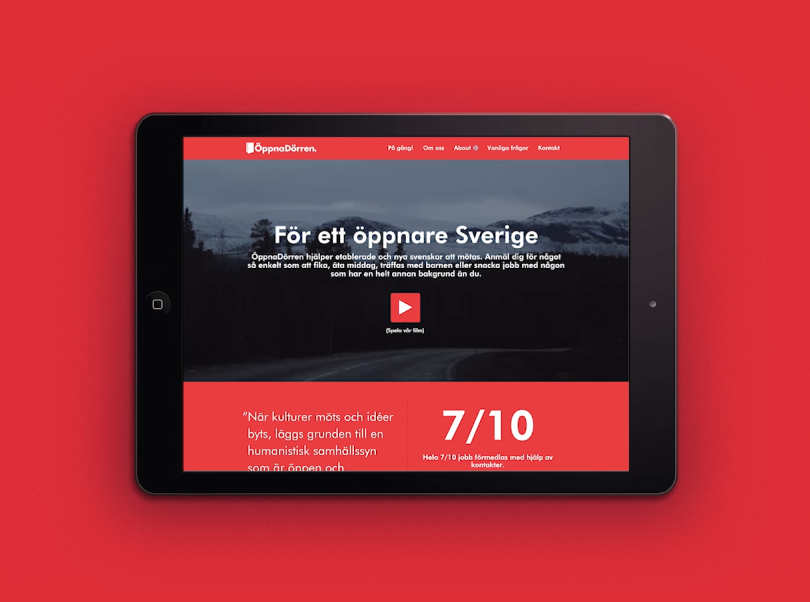 ÖppnaDörren.
På gång! Om oss About Vanliga frågor Kontakt
För ett öppnare Sverige
ÖppnaDörren hjälper etablerade och nya svenskar att mötas. Anmäl dig för något
så enkelt som att fika, äta middag, träffas med barnen eller snacka jobb med någon
som har en helt annan bakgrund än du.
(Spela vår film)
"När kulturer möts och idéer
byts, läggs grunden till en
humanistisk samhällssyn
som är öppen och
7/10
Hela 7/10 jobb förmedlas med hjälp av
kontakter.